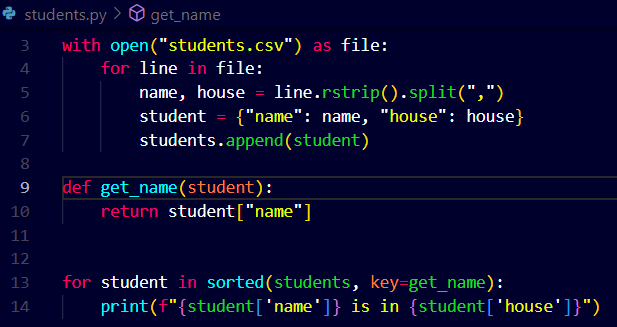 students.py > get_name
3 with open("students.csv") as file:
4     for line in file:
5         name, house = line.rstrip().split(",")
6         student = {"name": name, "house": house}
7         students.append(student)
8
9 def get_name(student):
10     return student["name"]
11
12
13 for student in sorted(students, key=get_name):
14     print(f"{student['name']} is in {student['house']}")